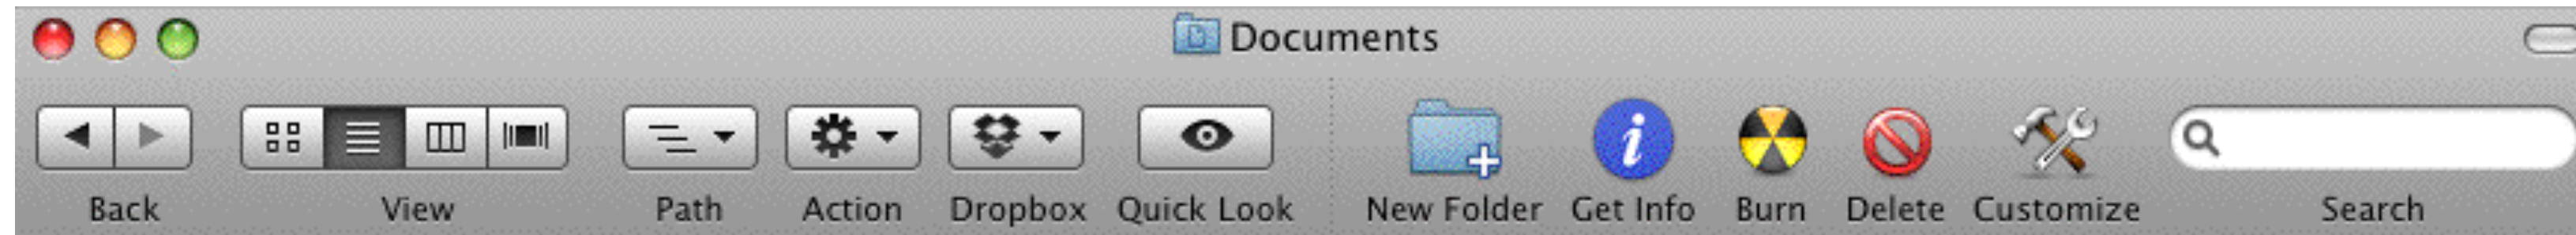 Documents
Back View Path Action Dropbox Quick Look New Folder Get Info Burn Delete Customize Search